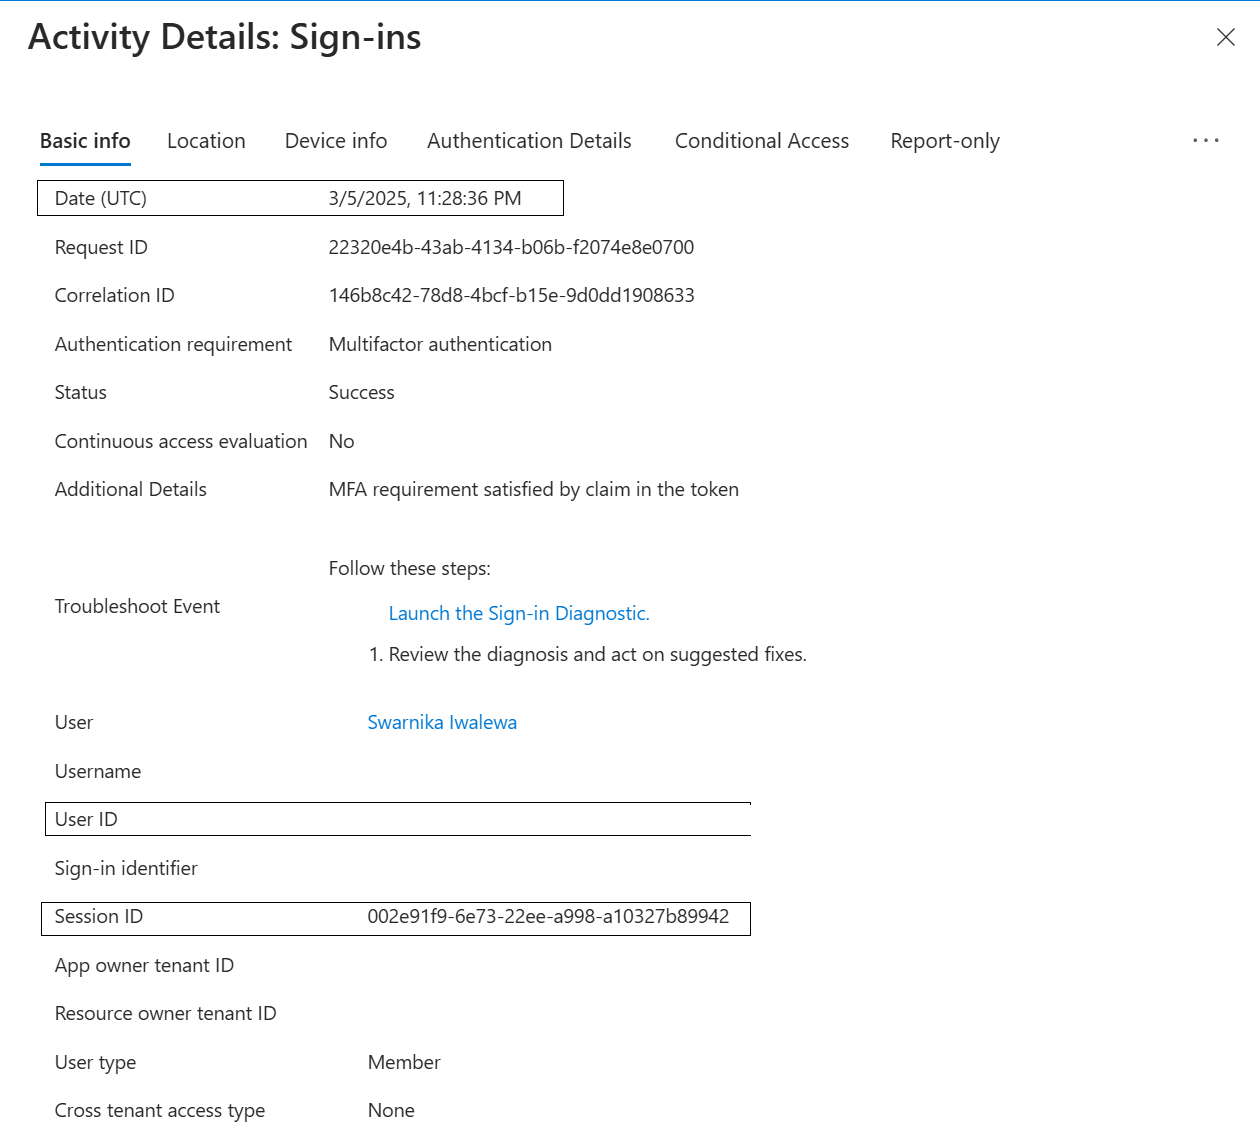 Activity Details: Sign-ins
Basic info Location Device info Authentication Details Conditional Access Report-only ...
Date (UTC) 3/5/2025, 11:28:36 PM
Request ID 22320e4b-43ab-4134-b06b-f2074e8e0700
Correlation ID 146b8c42-78d8-4bcf-b15e-9d0dd1908633
Authentication requirement Multifactor authentication
Status Success
Continuous access evaluation No
Additional Details MFA requirement satisfied by claim in the token
Follow these steps:
Troubleshoot Event
Launch the Sign-in Diagnostic.
1. Review the diagnosis and act on suggested fixes.
User Swarnika Iwalewa
Username
User ID
Sign-in identifier
Session ID 002e91f9-6e73-22ee-a998-a10327b89942
App owner tenant ID
Resource owner tenant ID
User type Member
Cross tenant access type None